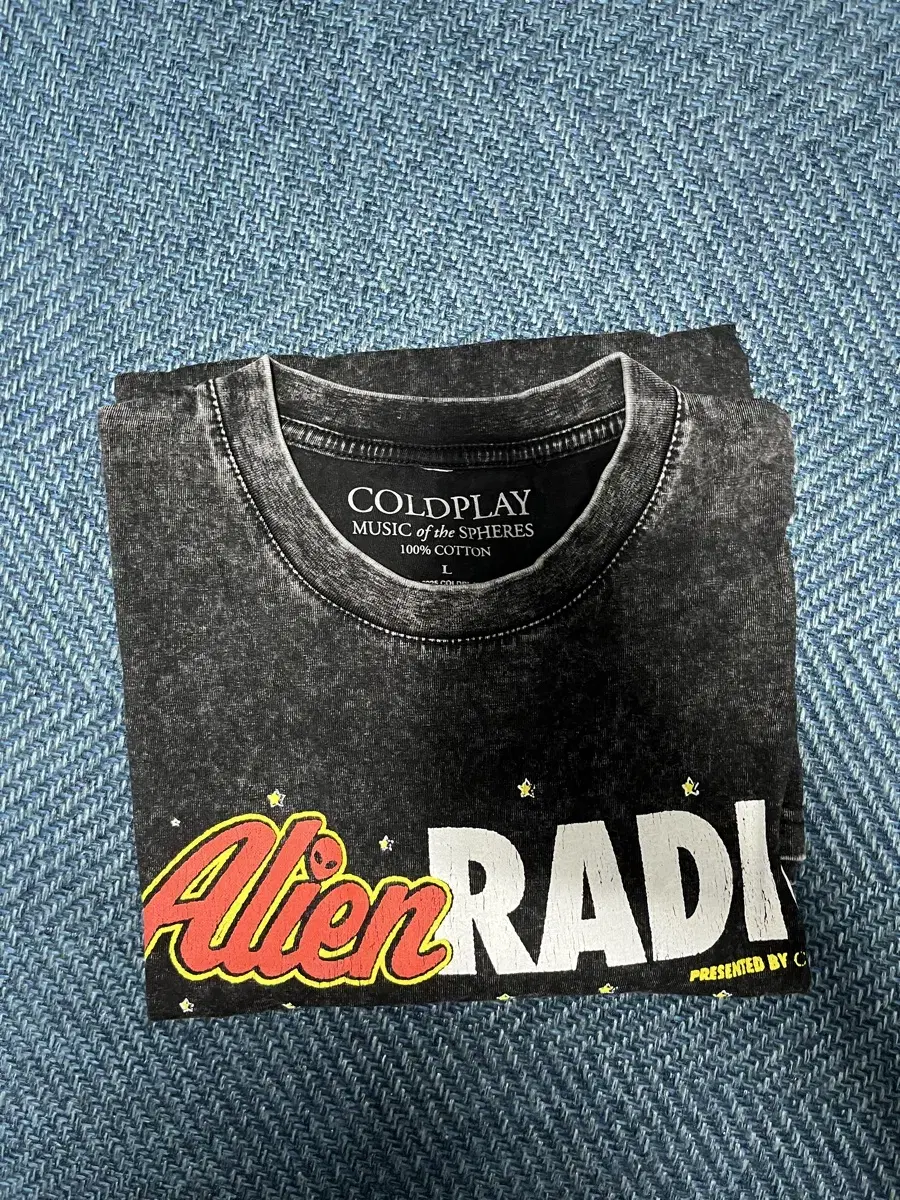 COLDPLAY
MUSIC of the SPHERES
100% COTTON
L
Alien RADI
PRESENTED BY C